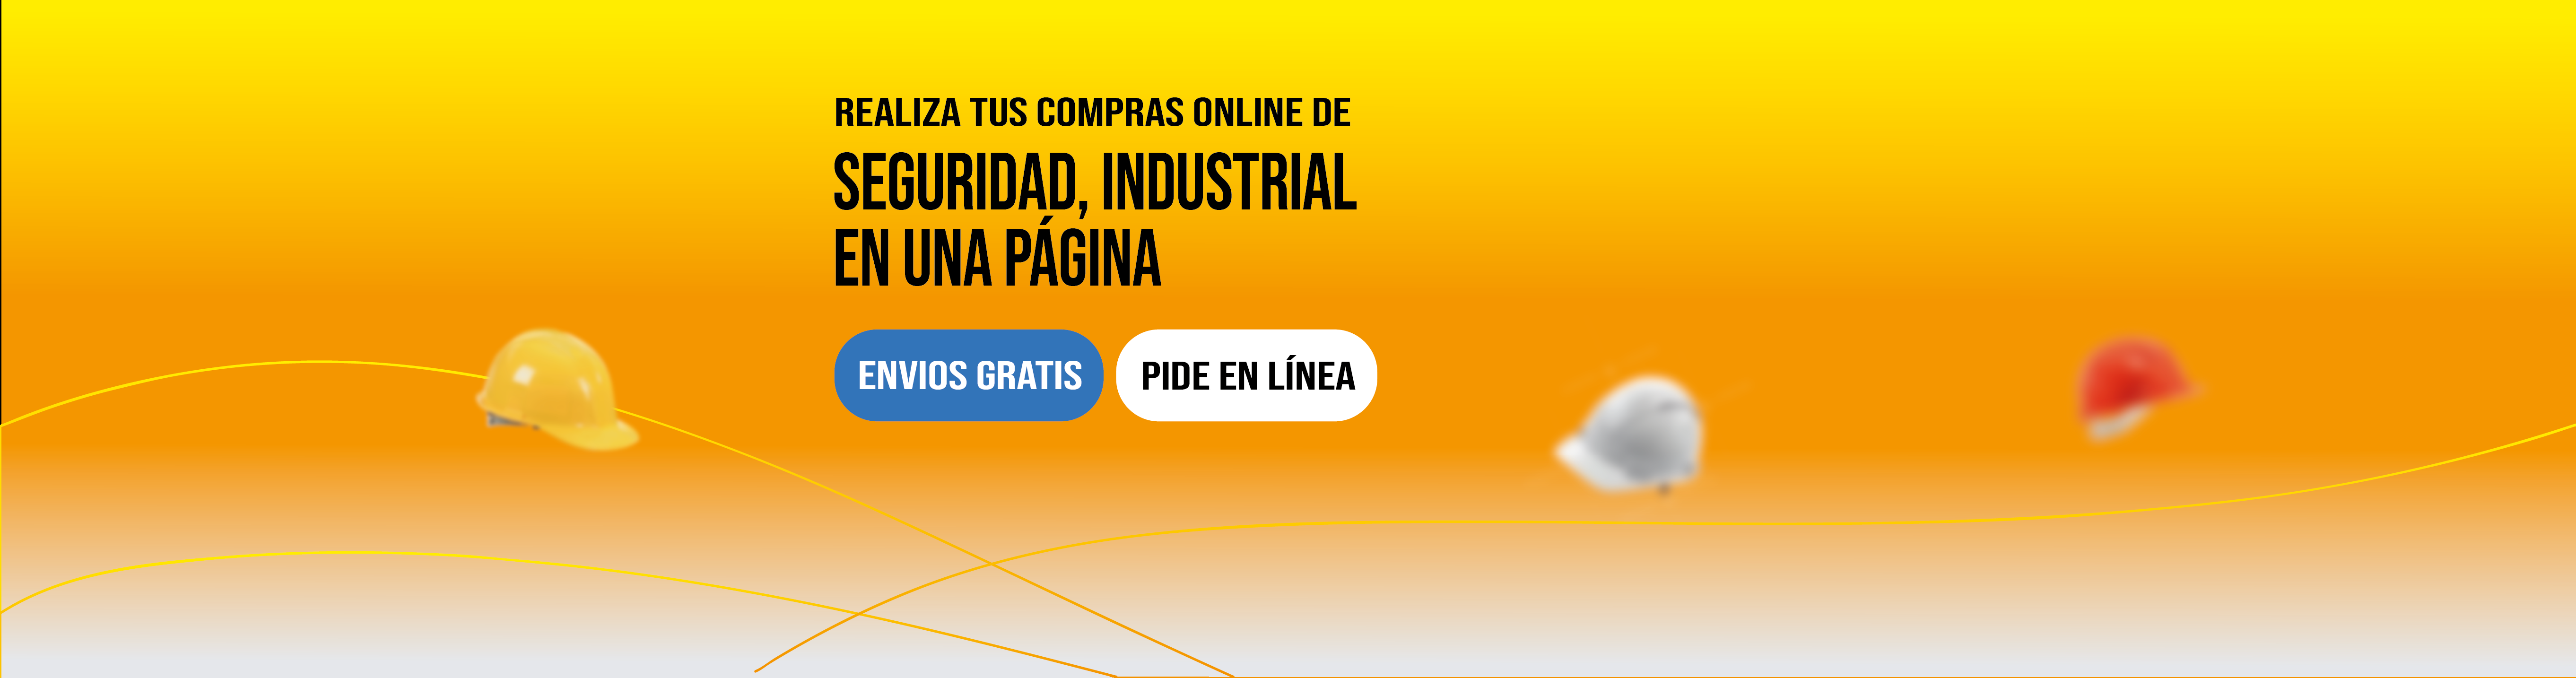 REALIZA TUS COMPRAS ONLINE DE
SEGURIDAD, INDUSTRIAL
EN UNA PÁGINA
ENVIOS GRATIS
PIDE EN LÍNEA